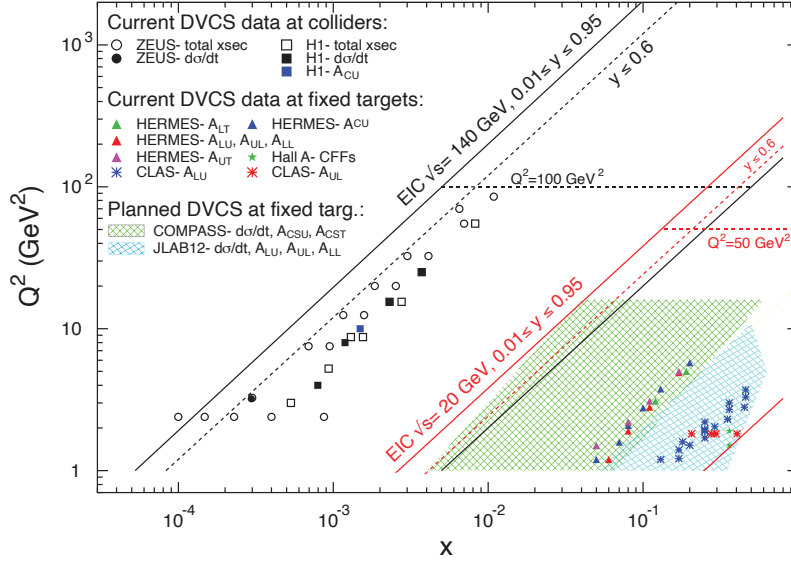 Current DVCS data at colliders:
ZEUS- total xsec
H1- total xsec
ZEUS- dσ/dt
H1- dσ/dt
H1- A_CU
Current DVCS data at fixed targets:
HERMES- A_LT
HERMES- A^CU
HERMES- A_LU, A_UL, A_LL
HERMES- A_UT
Hall A- CFFs
CLAS- A_LU
CLAS- A_UL
Planned DVCS at fixed targ.:
COMPASS- dσ/dt, A_CSU, A_CST
JLAB12- dσ/dt, A_LU, A_UL, A_LL
EIC √s= 140 GeV, 0.01≤ y ≤ 0.95
y ≤ 0.6
y ≤ 0.6
Q²=100 GeV²
Q²=50 GeV²
EIC √s= 20 GeV, 0.01≤ y ≤ 0.95
Q² (GeV²)
10³
10²
10
1
10⁻⁴
10⁻³
10⁻²
10⁻¹
1
x